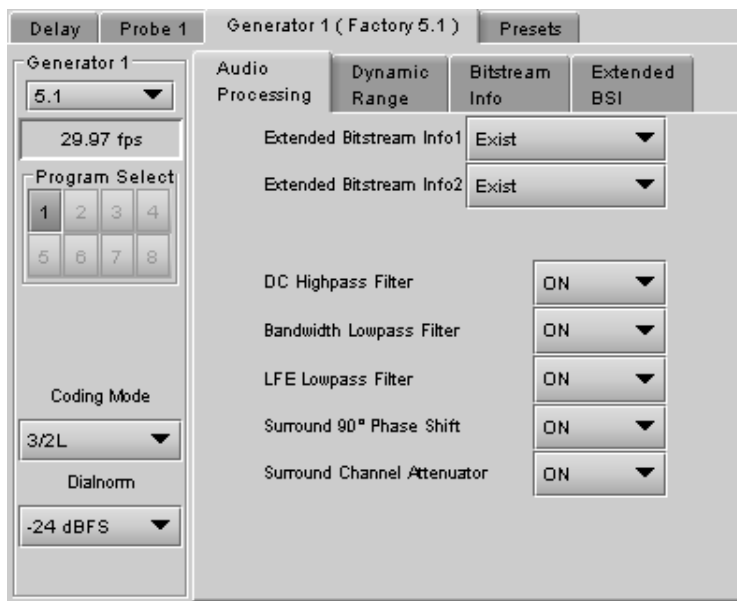 Delay Probe 1 Generator 1 ( Factory 5.1 ) Presets
Generator 1
5.1
29.97 fps
Program Select
1 2 3 4
5 6 7 8
Coding Mode
3/2L
Dialnorm
-24 dBFS
Audio Processing
Dynamic Range
Bitstream Info
Extended BSI
Extended Bitstream Info1 Exist
Extended Bitstream Info2 Exist
DC Highpass Filter ON
Bandwidth Lowpass Filter ON
LFE Lowpass Filter ON
Surround 90° Phase Shift ON
Surround Channel Attenuator ON